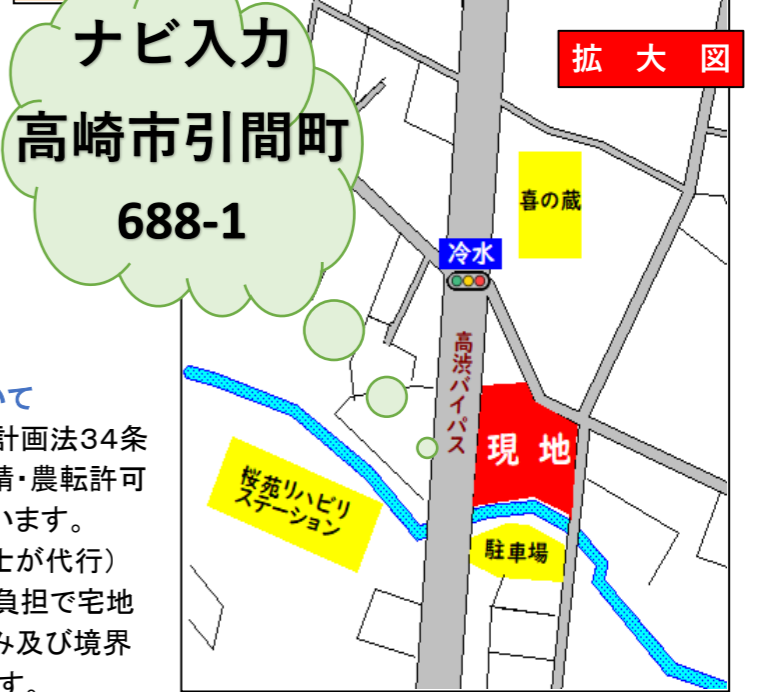 ナビ入力
高崎市引間町
688-1
拡大図
喜の蔵
冷水
高渋バイパス
現地
桜苑リハビリ
ステーション
駐車場
いて
計画法34条
請・農転許可
います。
士が代行）
負担で宅地
み及び境界
す。